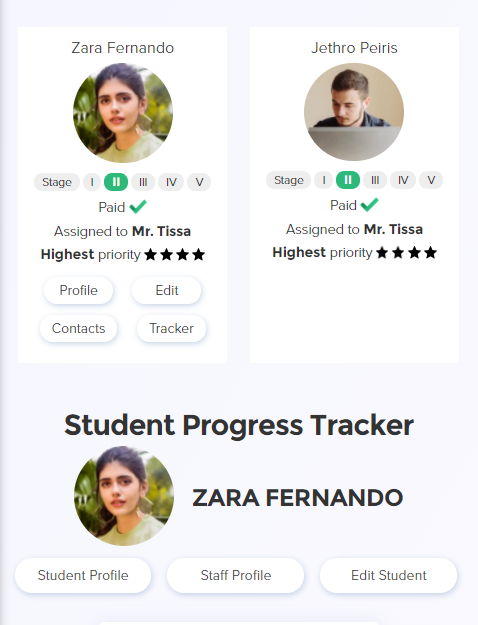 Zara Fernando
Stage I II III IV V
Paid
Assigned to Mr. Tissa
Highest priority
Profile Edit
Contacts Tracker
Jethro Peiris
Stage I II III IV V
Paid
Assigned to Mr. Tissa
Highest priority
Student Progress Tracker
ZARA FERNANDO
Student Profile Staff Profile Edit Student